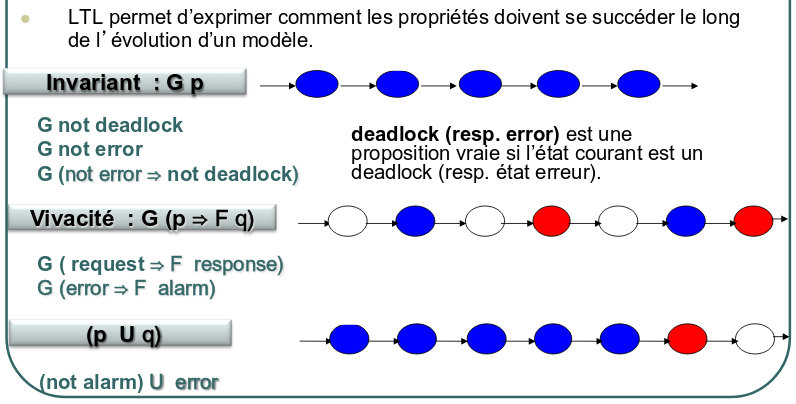 LTL permet d’exprimer comment les propriétés doivent se succéder le long
de l’évolution d’un modèle.
Invariant : G p
G not deadlock
G not error
G (not error ⇒ not deadlock)
deadlock (resp. error) est une
proposition vraie si l’état courant est un
deadlock (resp. état erreur).
Vivacité : G (p ⇒ F q)
G ( request ⇒ F response)
G (error ⇒ F alarm)
(p U q)
(not alarm) U error